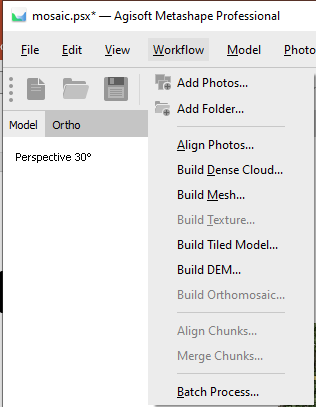 mosaic.psx* — Agisoft Metashape Professional
File Edit View Workflow Model Photo
Add Photos...
Add Folder...
Model Ortho
Perspective 30°
Align Photos...
Build Dense Cloud...
Build Mesh...
Build Texture...
Build Tiled Model...
Build DEM...
Build Orthomosaic...
Align Chunks...
Merge Chunks...
Batch Process...